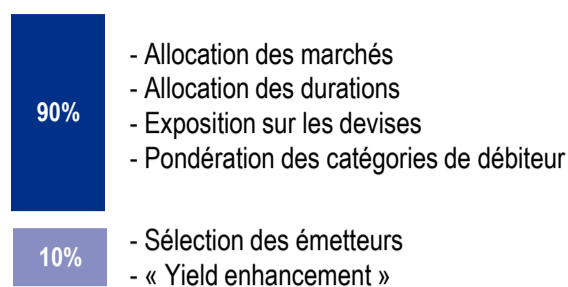 90%
- Allocation des marchés
- Allocation des durations
- Exposition sur les devises
- Pondération des catégories de débiteur
10%
- Sélection des émetteurs
- « Yield enhancement »